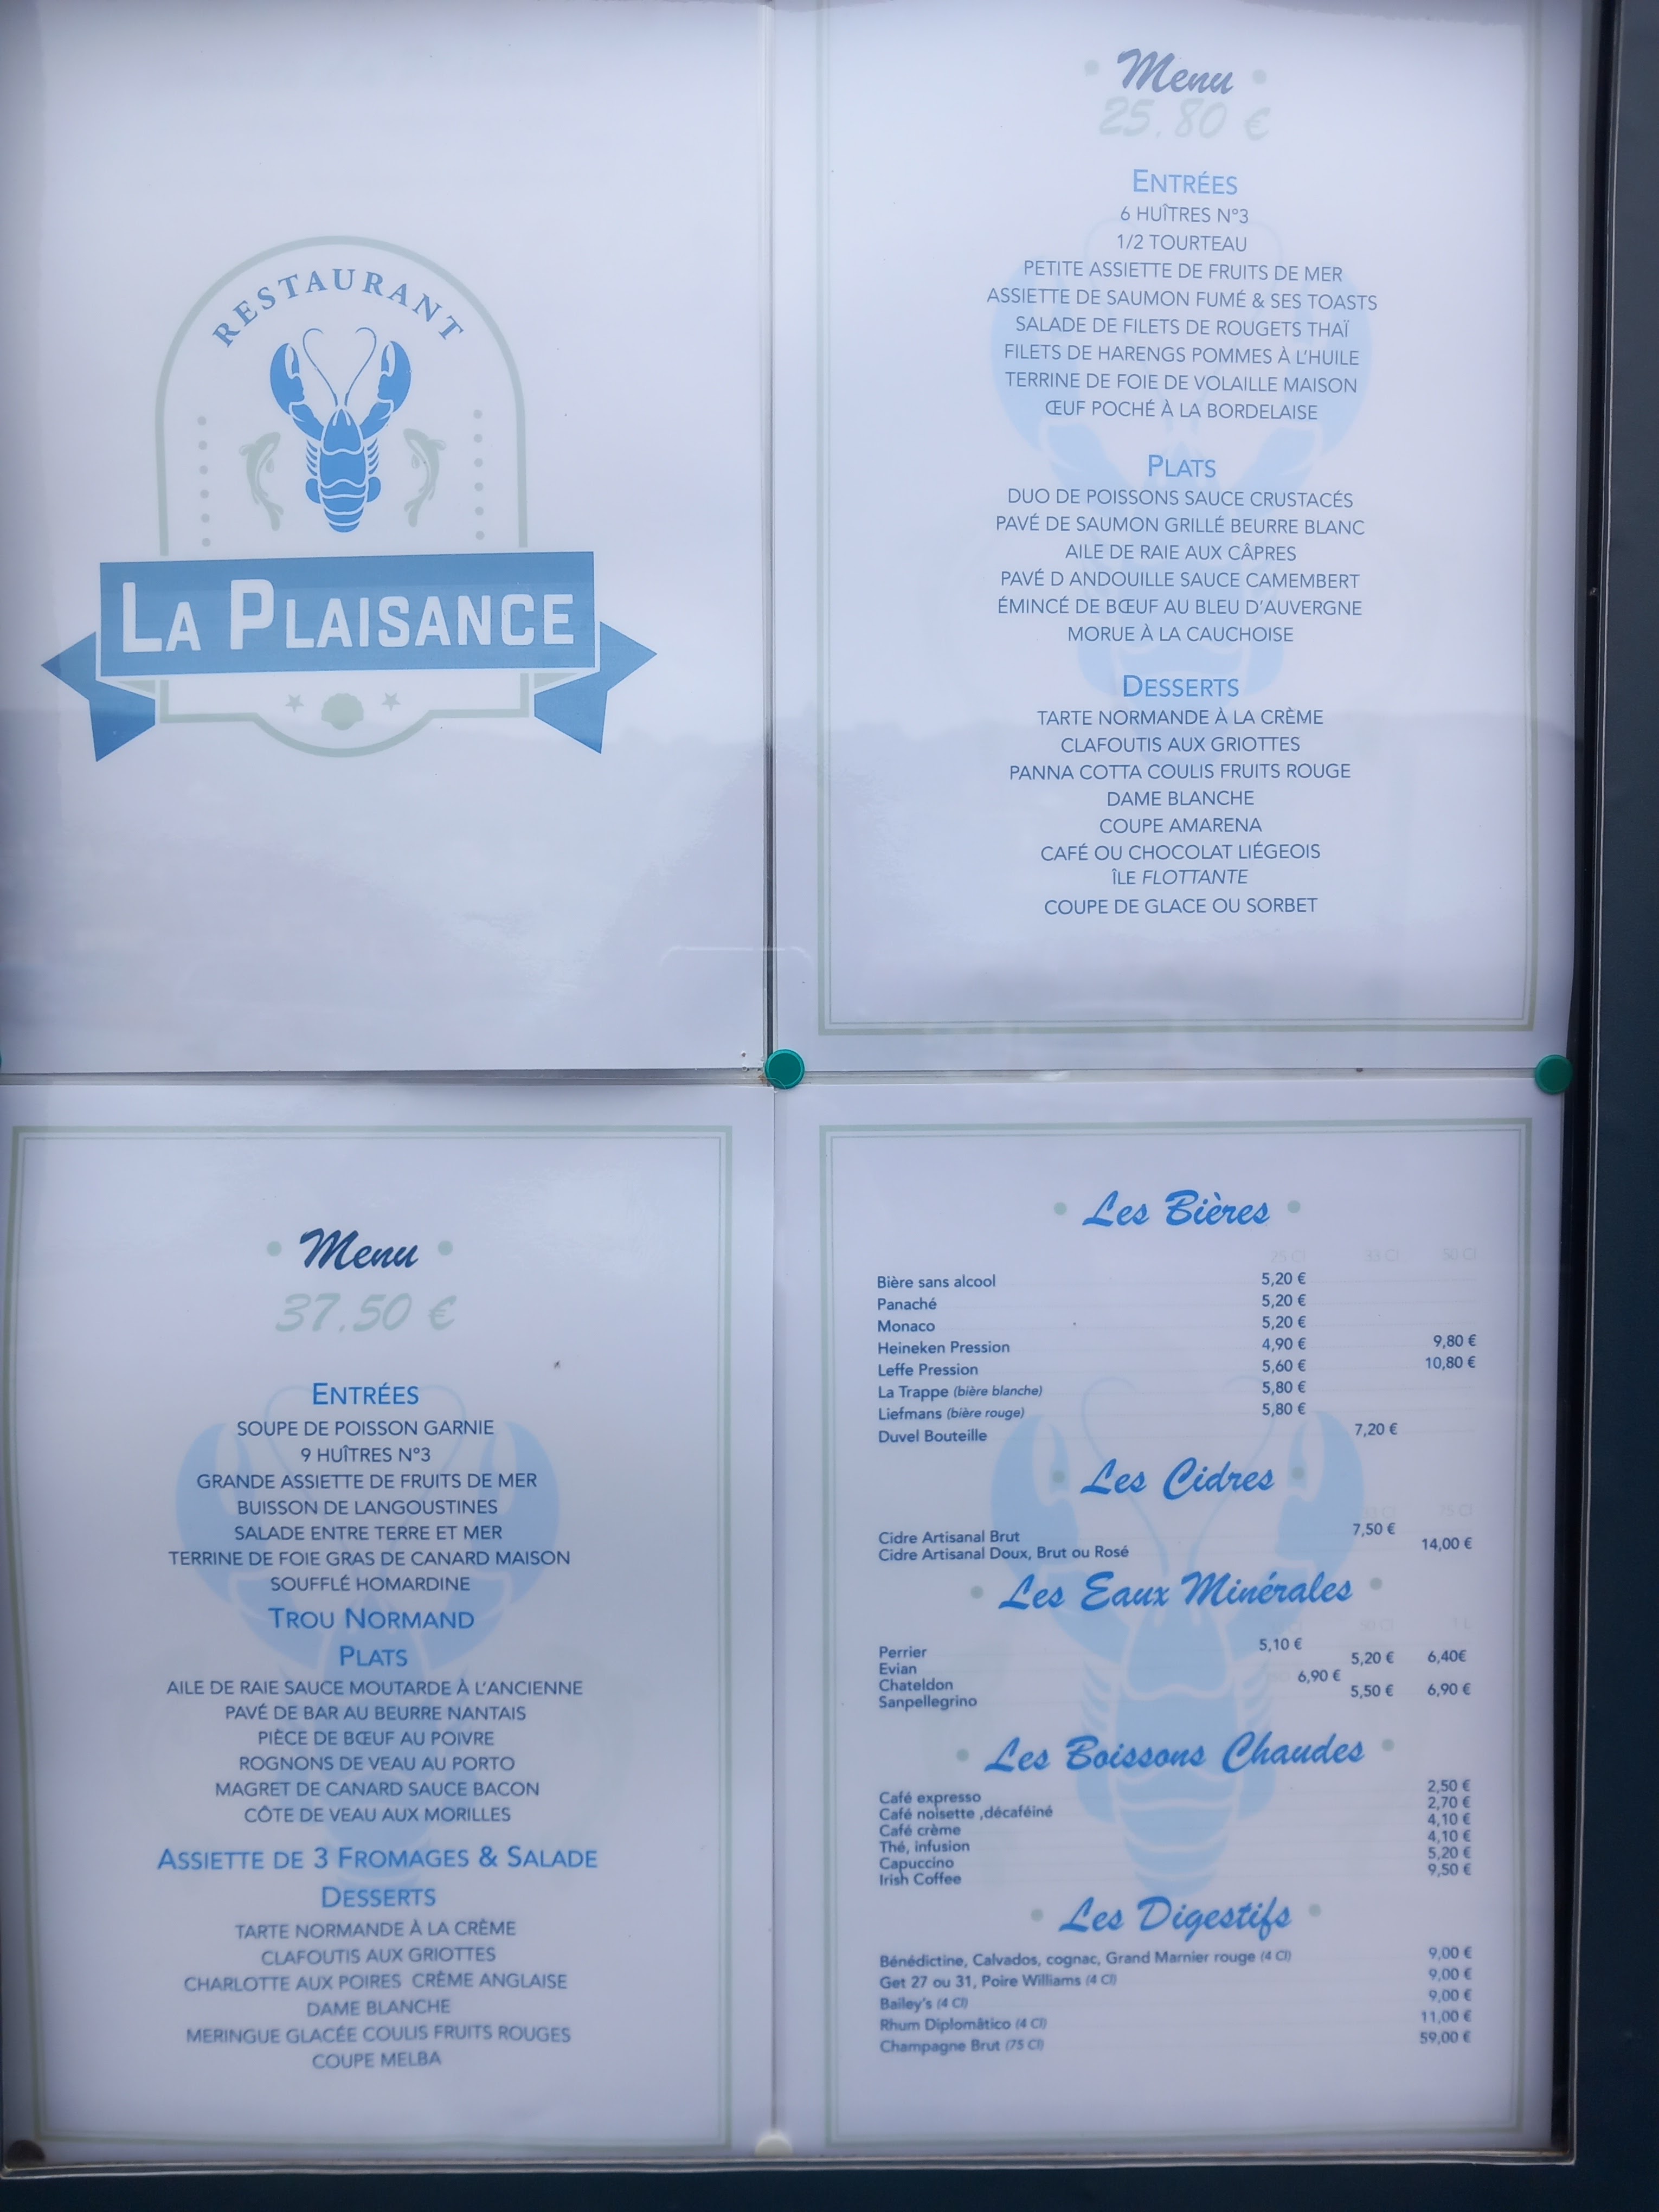 RESTAURANT
LA PLAISANCE
Menu
25,80 €
ENTRÉES
6 HUÎTRES N°3
1/2 TOURTEAU
PETITE ASSIETTE DE FRUITS DE MER
ASSIETTE DE SAUMON FUMÉ & SES TOASTS
SALADE DE FILETS DE ROUGETS THAÏ
FILETS DE HARENGS POMMES À L'HUILE
TERRINE DE FOIE DE VOLAILLE MAISON
ŒUF POCHÉ À LA BORDELAISE
PLATS
DUO DE POISSONS SAUCE CRUSTACÉS
PAVÉ DE SAUMON GRILLÉ BEURRE BLANC
AILE DE RAIE AUX CÂPRES
PAVÉ D ANDOUILLE SAUCE CAMEMBERT
ÉMINCÉ DE BŒUF AU BLEU D'AUVERGNE
MORUE À LA CAUCHOISE
DESSERTS
TARTE NORMANDE À LA CRÈME
CLAFOUTIS AUX GRIOTTES
PANNA COTTA COULIS FRUITS ROUGE
DAME BLANCHE
COUPE AMARENA
CAFÉ OU CHOCOLAT LIÉGEOIS
ÎLE FLOTTANTE
COUPE DE GLACE OU SORBET
Menu
37,50 €
ENTRÉES
SOUPE DE POISSON GARNIE
9 HUÎTRES N°3
GRANDE ASSIETTE DE FRUITS DE MER
BUISSON DE LANGOUSTINES
SALADE ENTRE TERRE ET MER
TERRINE DE FOIE GRAS DE CANARD MAISON
SOUFFLÉ HOMARDINE
TROU NORMAND
PLATS
AILE DE RAIE SAUCE MOUTARDE À L'ANCIENNE
PAVÉ DE BAR AU BEURRE NANTAIS
PIÈCE DE BŒUF AU POIVRE
ROGNONS DE VEAU AU PORTO
MAGRET DE CANARD SAUCE BACON
CÔTE DE VEAU AUX MORILLES
ASSIETTE DE 3 FROMAGES & SALADE
DESSERTS
TARTE NORMANDE À LA CRÈME
CLAFOUTIS AUX GRIOTTES
CHARLOTTE AUX POIRES CRÈME ANGLAISE
DAME BLANCHE
MERINGUE GLACÉE COULIS FRUITS ROUGES
COUPE MELBA
Les Bières
25 Cl 33 Cl 50 Cl
Bière sans alcool 5,20 €
Panaché 5,20 €
Monaco 5,20 €
Heineken Pression 4,90 € 9,80 €
Leffe Pression 5,60 € 10,80 €
La Trappe (bière blanche) 5,80 €
Liefmans (bière rouge) 5,80 €
Duvel Bouteille 7,20 €
Les Cidres
75 Cl
Cidre Artisanal Brut 7,50 €
Cidre Artisanal Doux, Brut ou Rosé 14,00 €
Les Eaux Minérales
50 Cl 1 L
Perrier 5,10 €
Evian 5,20 € 6,40€
Chateldon 6,90 €
Sanpellegrino 5,50 € 6,90 €
Les Boissons Chaudes
Café expresso 2,50 €
Café noisette ,décaféiné 2,70 €
Café crème 4,10 €
Thé, infusion 4,10 €
Capuccino 5,20 €
Irish Coffee 9,50 €
Les Digestifs
Bénédictine, Calvados, cognac, Grand Marnier rouge (4 Cl) 9,00 €
Get 27 ou 31, Poire Williams (4 Cl) 9,00 €
Bailey's (4 Cl) 9,00 €
Rhum Diplomâtico (4 Cl) 11,00 €
Champagne Brut (75 Cl) 59,00 €